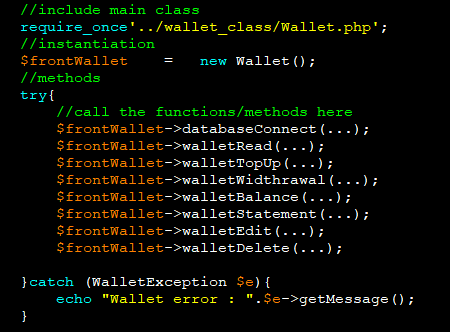 //include main class
require_once'../wallet_class/Wallet.php';
//instantiation
$frontWallet    =   new Wallet();
//methods
try{
    //call the functions/methods here
    $frontWallet->databaseConnect(...);
    $frontWallet->walletRead(...);
    $frontWallet->walletTopUp(...);
    $frontWallet->walletWidthrawal(...);
    $frontWallet->walletBalance(...);
    $frontWallet->walletStatement(...);
    $frontWallet->walletEdit(...);
    $frontWallet->walletDelete(...);
}catch (WalletException $e){
    echo "Wallet error : ".$e->getMessage();
}